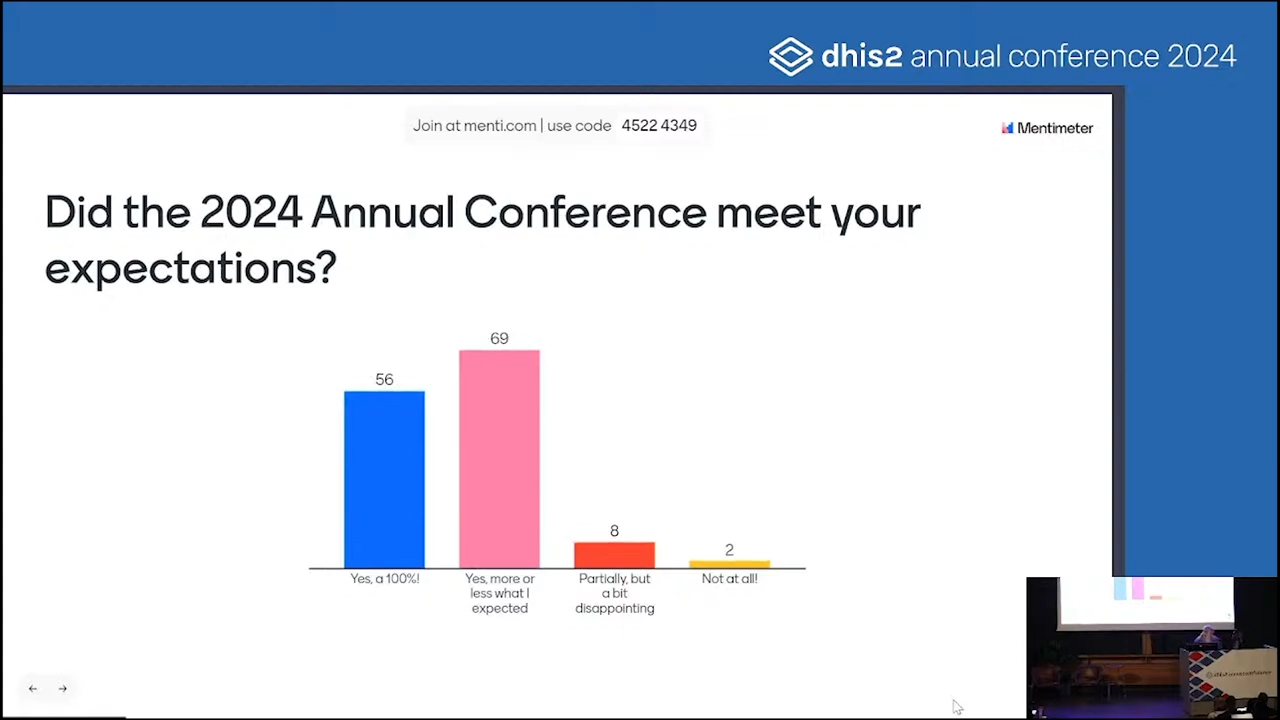 dhis2 annual conference 2024
Join at menti.com | use code 4522 4349
Mentimeter
Did the 2024 Annual Conference meet your
expectations?
56
69
8
2
Yes, a 100%!
Yes, more or
less what I
expected
Partially, but
a bit
disappointing
Not at all!